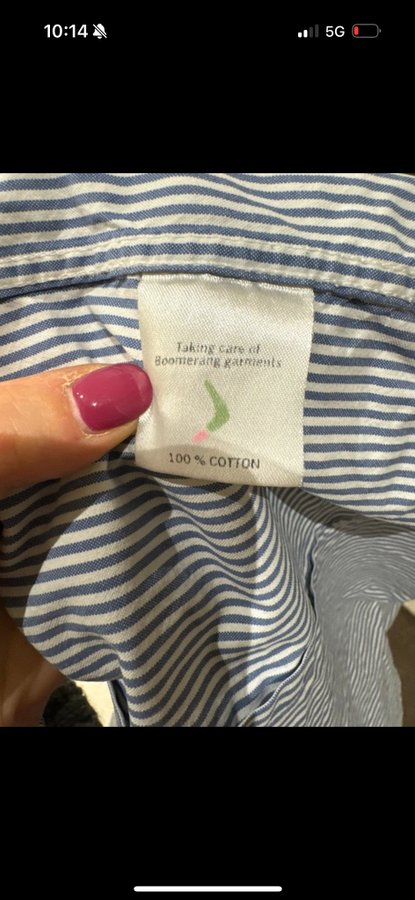 10:14
5G
Taking care of
Boomerang garments
100 % COTTON